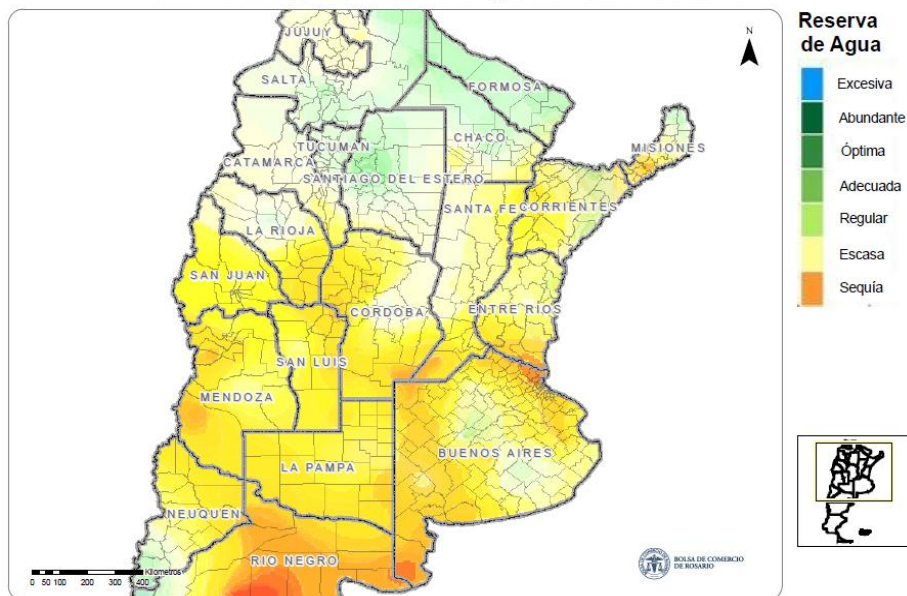 Reserva
de Agua
Excesiva
Abundante
Óptima
Adecuada
Regular
Escasa
Sequía
N
JUJUY
SALTA
FORMOSA
CHACO
TUCUMAN
MISIONES
CATAMARCA
SANTIAGO DEL ESTERO
SANTA FE
CORRIENTES
LA RIOJA
SAN JUAN
CORDOBA
ENTRE RIOS
SAN LUIS
MENDOZA
BUENOS AIRES
LA PAMPA
NEUQUEN
RIO NEGRO
Kilometros
0 50 100 200 300 400
BOLSA DE COMERCIO
DE ROSARIO